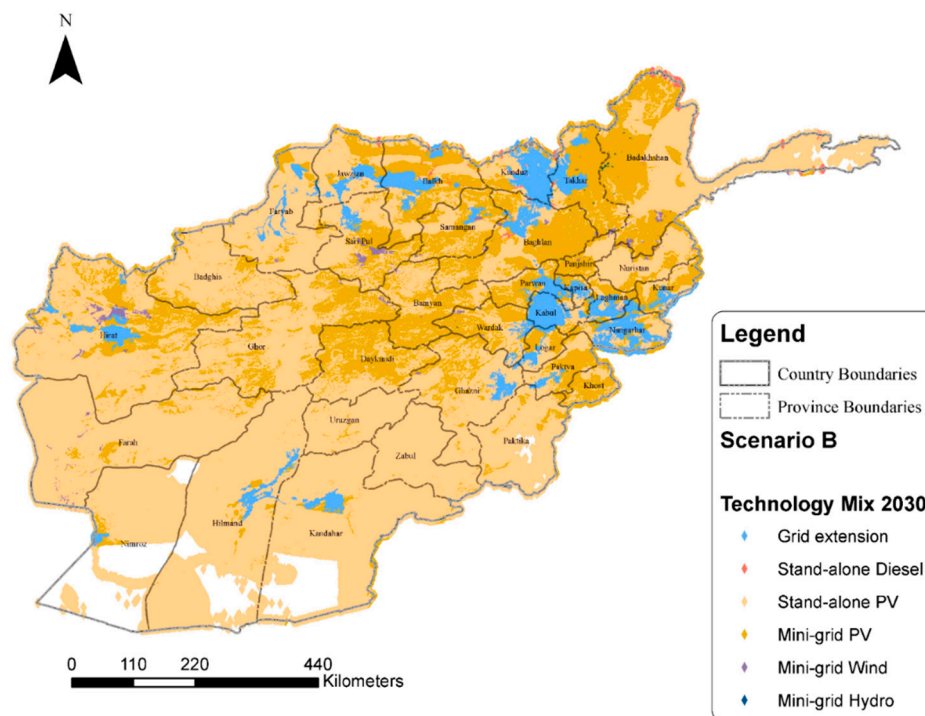 N
Badakhshan
Jawzjan
Balkh
Kunduz
Takhar
Faryab
Samangan
Sari Pul
Baghlan
Badghis
Panjshir
Nuristan
Parwan
Kapisa
Kunar
Bamyan
Laghman
Kabul
Hirat
Wardak
Nangarhar
Ghor
Logar
Daykundi
Paktya
Ghazni
Khost
Uruzgan
Farah
Zabul
Paktika
Hilmand
Kandahar
Nimroz
0 110 220 440
Kilometers
Legend
Country Boundaries
Province Boundaries
Scenario B
Technology Mix 2030
Grid extension
Stand-alone Diesel
Stand-alone PV
Mini-grid PV
Mini-grid Wind
Mini-grid Hydro